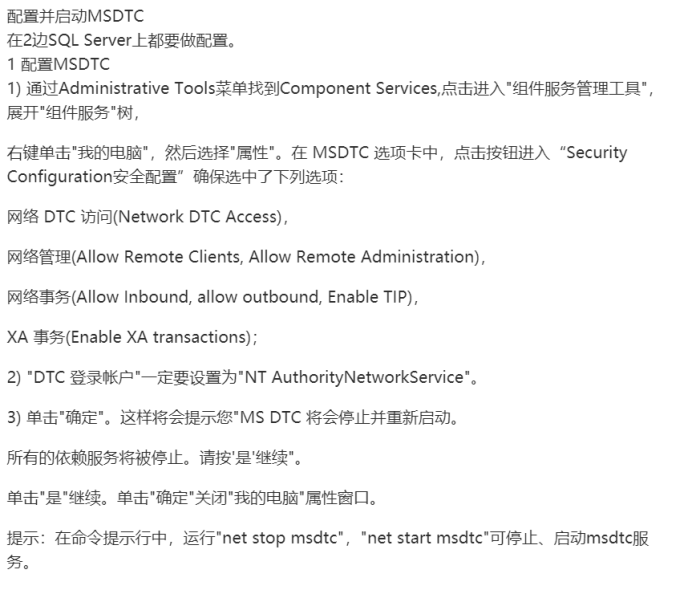 配置并启动MSDTC
在2边SQL Server上都要做配置。
1 配置MSDTC
1) 通过Administrative Tools菜单找到Component Services,点击进入"组件服务管理工具"，
展开"组件服务"树，
右键单击"我的电脑"，然后选择"属性"。在 MSDTC 选项卡中，点击按钮进入“Security
Configuration安全配置”确保选中了下列选项：
网络 DTC 访问(Network DTC Access)，
网络管理(Allow Remote Clients, Allow Remote Administration)，
网络事务(Allow Inbound, allow outbound, Enable TIP)，
XA 事务(Enable XA transactions)；
2) "DTC 登录帐户"一定要设置为"NT AuthorityNetworkService"。
3) 单击"确定"。这样将会提示您"MS DTC 将会停止并重新启动。
所有的依赖服务将被停止。请按'是'继续"。
单击"是"继续。单击"确定"关闭"我的电脑"属性窗口。
提示：在命令提示行中，运行"net stop msdtc"，"net start msdtc"可停止、启动msdtc服
务。